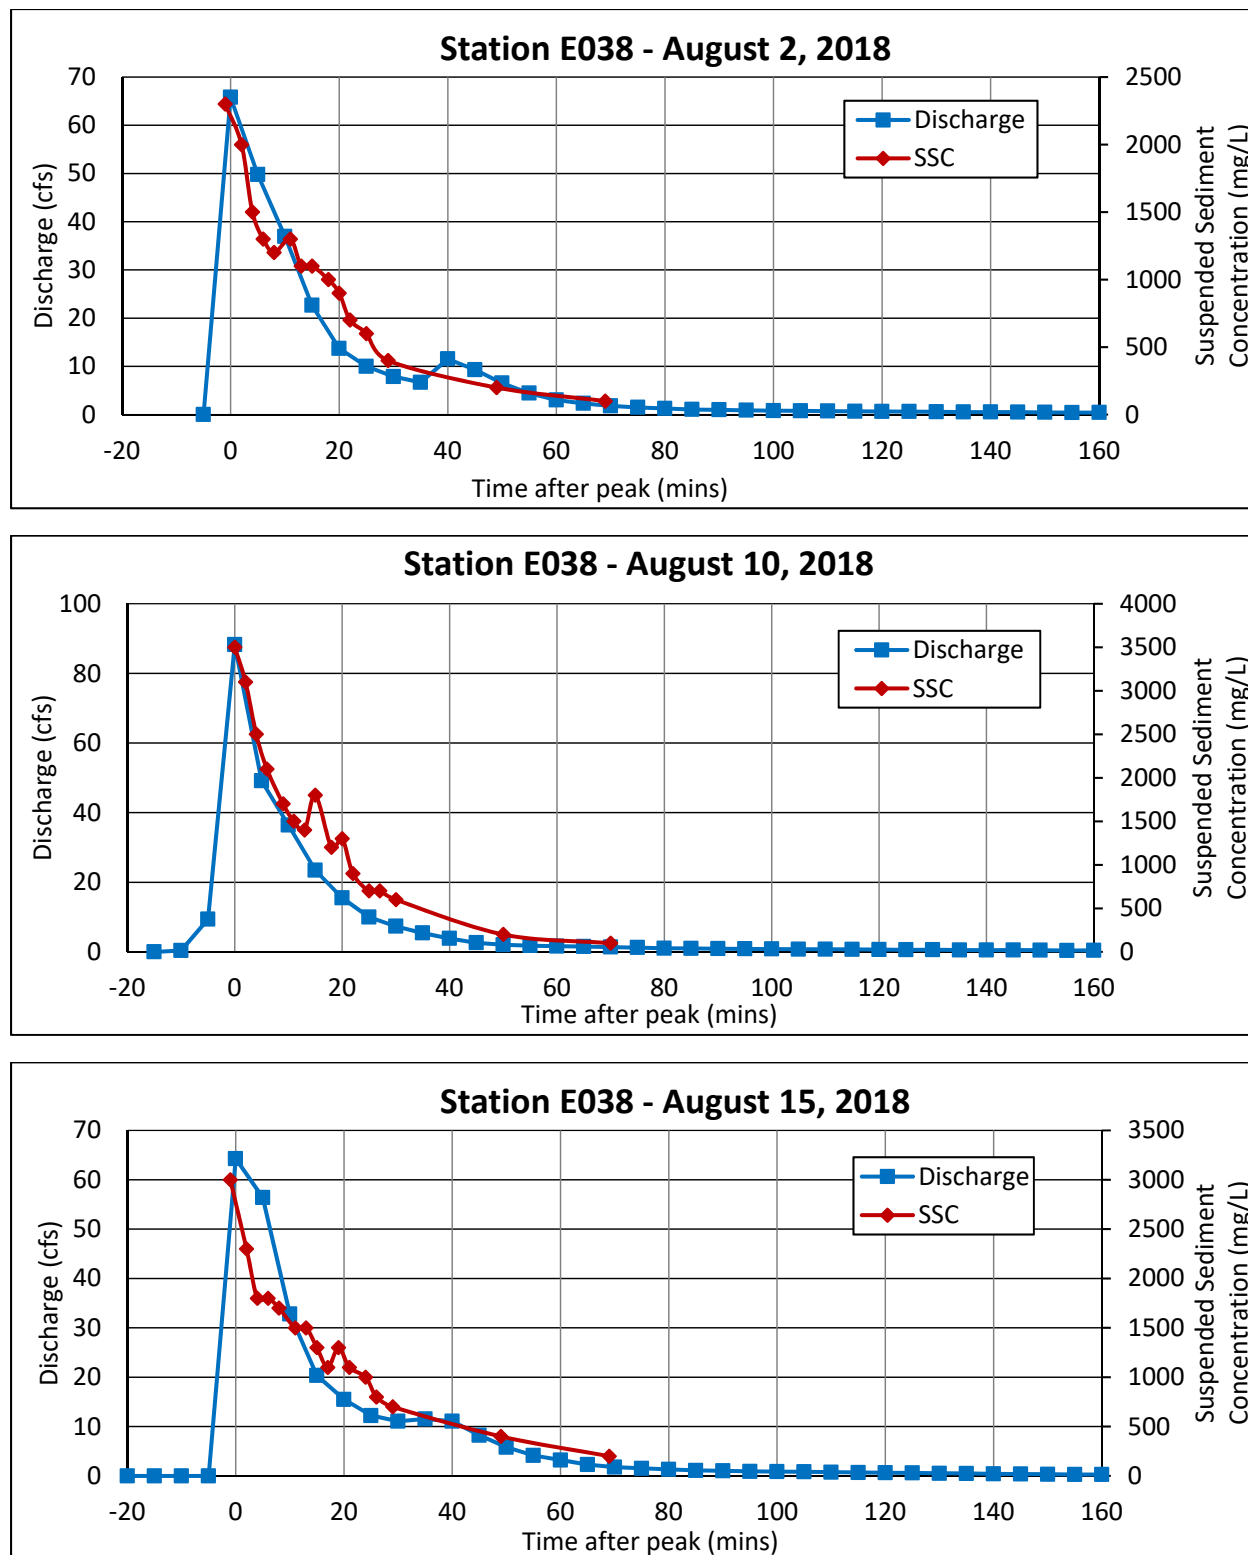 Station E038 - August 2, 2018
70
60
50
40
30
20
10
0
Discharge (cfs)
2500
2000
1500
1000
500
0
Suspended Sediment
Concentration (mg/L)
Discharge
SSC
-20 0 20 40 60 80 100 120 140 160
Time after peak (mins)
Station E038 - August 10, 2018
100
80
60
40
20
0
Discharge (cfs)
4000
3500
3000
2500
2000
1500
1000
500
0
Suspended Sediment
Concentration (mg/L)
Discharge
SSC
-20 0 20 40 60 80 100 120 140 160
Time after peak (mins)
Station E038 - August 15, 2018
70
60
50
40
30
20
10
0
Discharge (cfs)
3500
3000
2500
2000
1500
1000
500
0
Suspended Sediment
Concentration (mg/L)
Discharge
SSC
-20 0 20 40 60 80 100 120 140 160
Time after peak (mins)